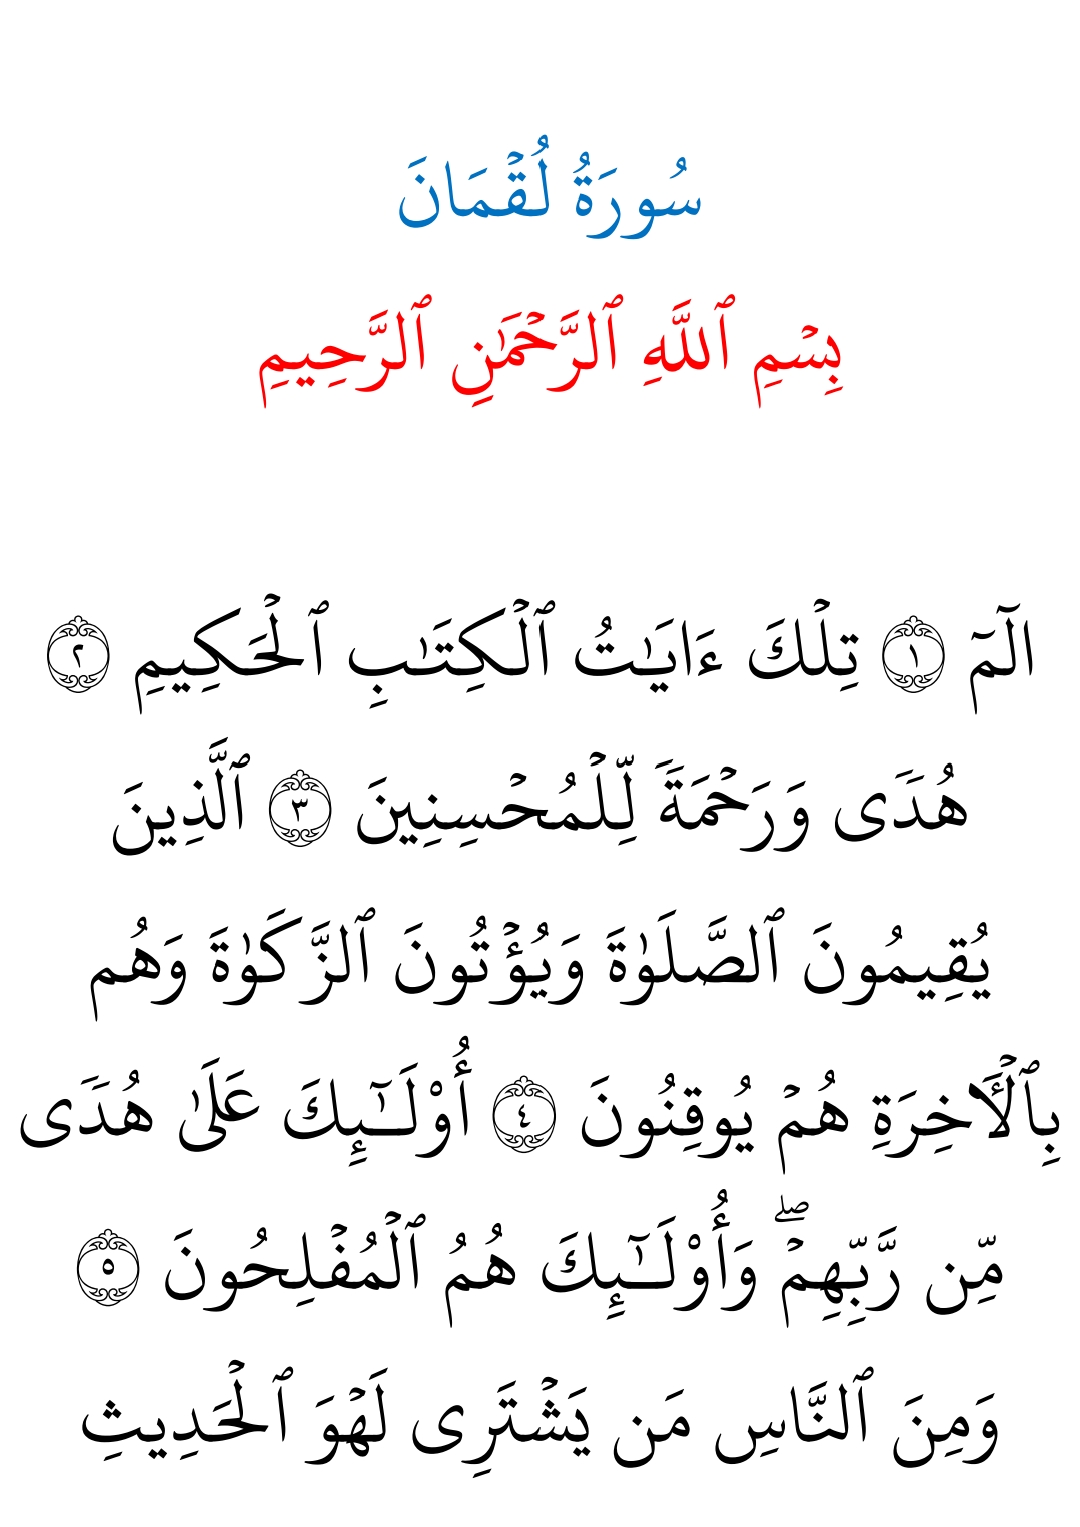 سُورَةُ لُقۡمَانَ
بِسۡمِ ٱللَّهِ ٱلرَّحۡمَٰنِ ٱلرَّحِيمِ
الٓمٓ ١ تِلۡكَ ءَايَٰتُ ٱلۡكِتَٰبِ ٱلۡحَكِيمِ ٢
هُدٗى وَرَحۡمَةٗ لِّلۡمُحۡسِنِينَ ٣ ٱلَّذِينَ
يُقِيمُونَ ٱلصَّلَوٰةَ وَيُؤۡتُونَ ٱلزَّكَوٰةَ وَهُم
بِٱلۡأٓخِرَةِ هُمۡ يُوقِنُونَ ٤ أُوْلَٰٓئِكَ عَلَىٰ هُدٗى
مِّن رَّبِّهِمۡۖ وَأُوْلَٰٓئِكَ هُمُ ٱلۡمُفۡلِحُونَ ٥
وَمِنَ ٱلنَّاسِ مَن يَشۡتَرِى لَهۡوَ ٱلۡحَدِيثِ